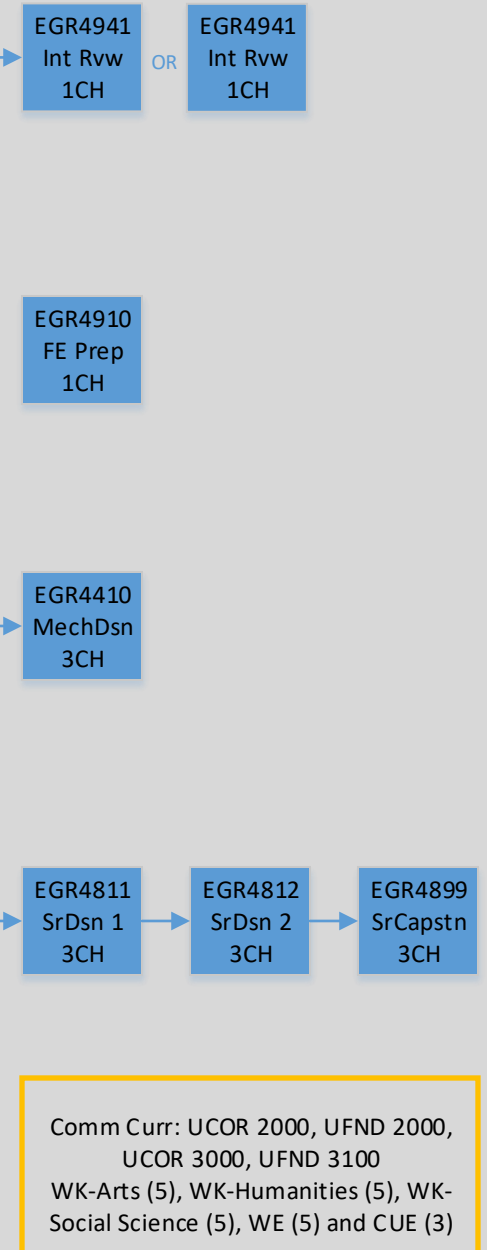 EGR4941
Int Rvw
1CH
OR
EGR4941
Int Rvw
1CH
EGR4910
FE Prep
1CH
EGR4410
MechDsn
3CH
EGR4811
SrDsn 1
3CH
EGR4812
SrDsn 2
3CH
EGR4899
SrCapstn
3CH
Comm Curr: UCOR 2000, UFND 2000,
UCOR 3000, UFND 3100
WK-Arts (5), WK-Humanities (5), WK-
Social Science (5), WE (5) and CUE (3)